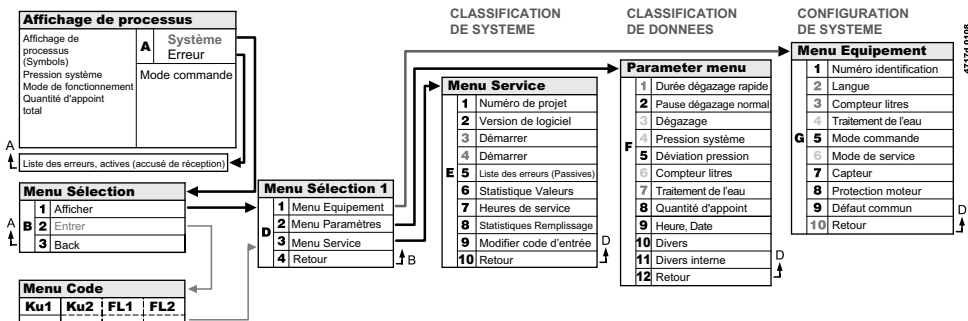 CLASSIFICATION
DE SYSTEME
CLASSIFICATION
DE DONNEES
CONFIGURATION
DE SYSTEME
47174.0108
Affichage de processus
Affichage de
processus
(Symbols)
Pression système
Mode de fonctionnement
Quantité d'appoint
total
A
Système
Erreur
Mode commande
A
Liste des erreurs, actives (accusé de réception)
Menu Sélection
B
1 Afficher
2 Entrer
3 Back
A
Menu Code
Ku1 Ku2 FL1 FL2
Menu Sélection 1
D
1 Menu Equipement
2 Menu Paramètres
3 Menu Service
4 Retour
B
Menu Service
E
1 Numéro de projet
2 Version de logiciel
3 Démarrer
4 Démarrer
5 Liste des erreurs (Passives)
6 Statistique Valeurs
7 Heures de service
8 Statistiques Remplissage
9 Modifier code d'entrée
10 Retour
D
Parameter menu
F
1 Durée dégazage rapide
2 Pause dégazage normal
3 Dégazage
4 Pression système
5 Déviation pression
6 Compteur litres
7 Traitement de l'eau
8 Quantité d'appoint
9 Heure, Date
10 Divers
11 Divers interne
12 Retour
D
Menu Equipement
G
1 Numéro identification
2 Langue
3 Compteur litres
4 Traitement de l'eau
5 Mode commande
6 Mode de service
7 Capteur
8 Protection moteur
9 Défaut commun
10 Retour
D